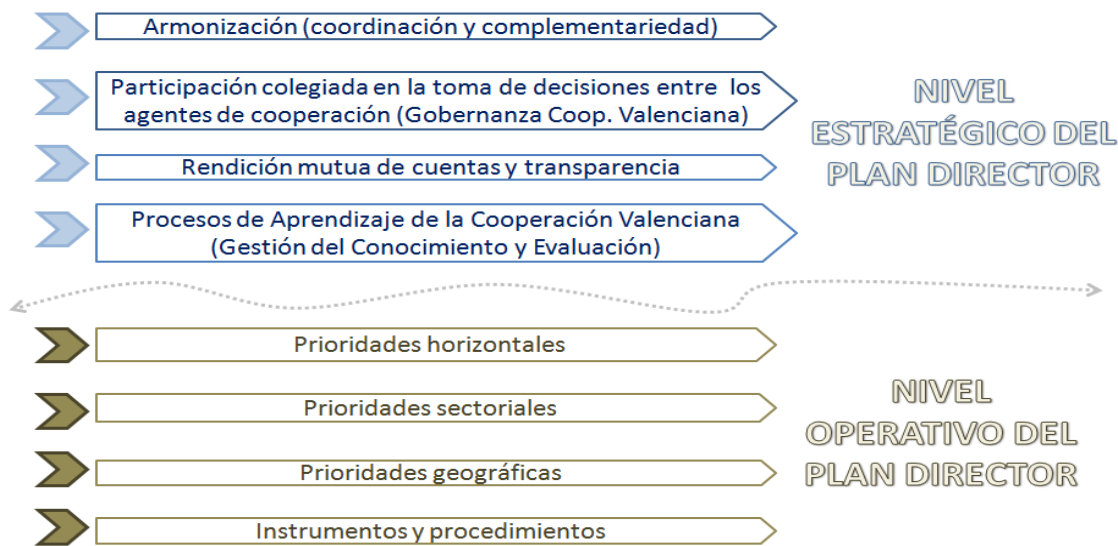 Armonización (coordinación y complementariedad)
Participación colegiada en la toma de decisiones entre los
agentes de cooperación (Gobernanza Coop. Valenciana)
Rendición mutua de cuentas y transparencia
Procesos de Aprendizaje de la Cooperación Valenciana
(Gestión del Conocimiento y Evaluación)
NIVEL
ESTRATÉGICO DEL
PLAN DIRECTOR
Prioridades horizontales
Prioridades sectoriales
Prioridades geográficas
Instrumentos y procedimientos
NIVEL
OPERATIVO DEL
PLAN DIRECTOR